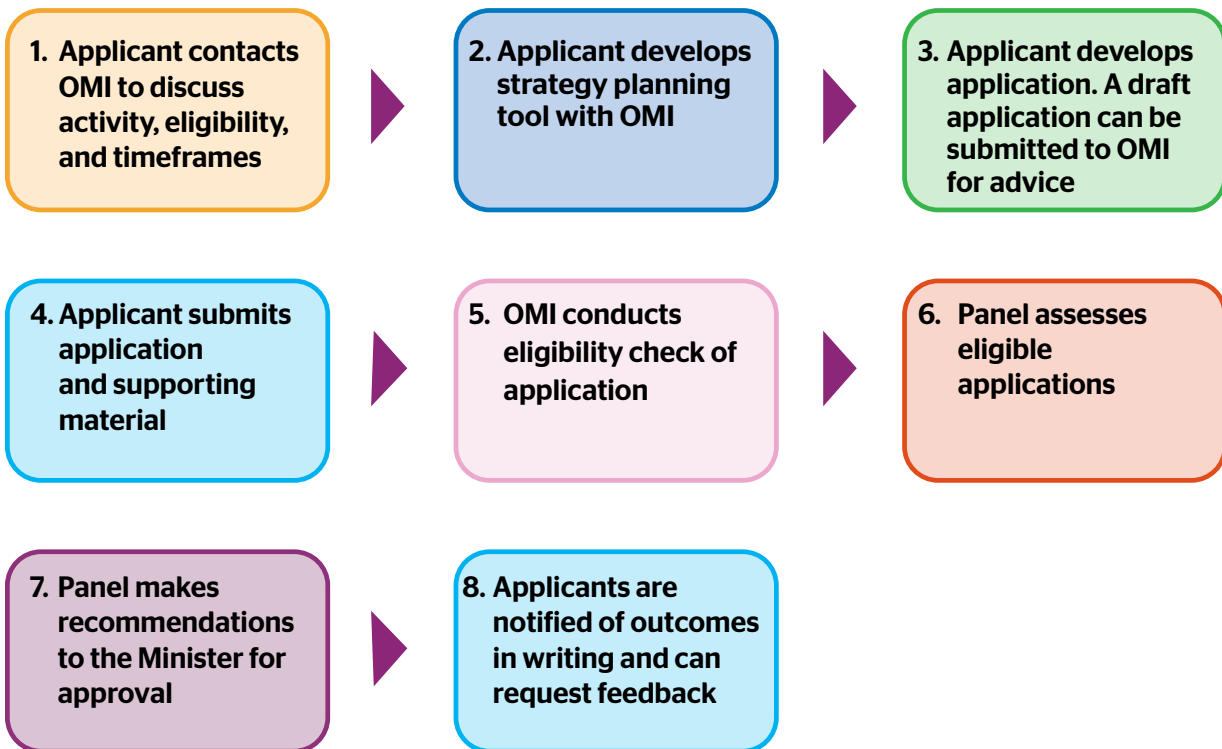 1. Applicant contacts
OMI to discuss
activity, eligibility,
and timeframes
2. Applicant develops
strategy planning
tool with OMI
3. Applicant develops
application. A draft
application can be
submitted to OMI
for advice
4. Applicant submits
application
and supporting
material
5. OMI conducts
eligibility check of
application
6. Panel assesses
eligible
applications
7. Panel makes
recommendations
to the Minister for
approval
8. Applicants are
notified of outcomes
in writing and can
request feedback